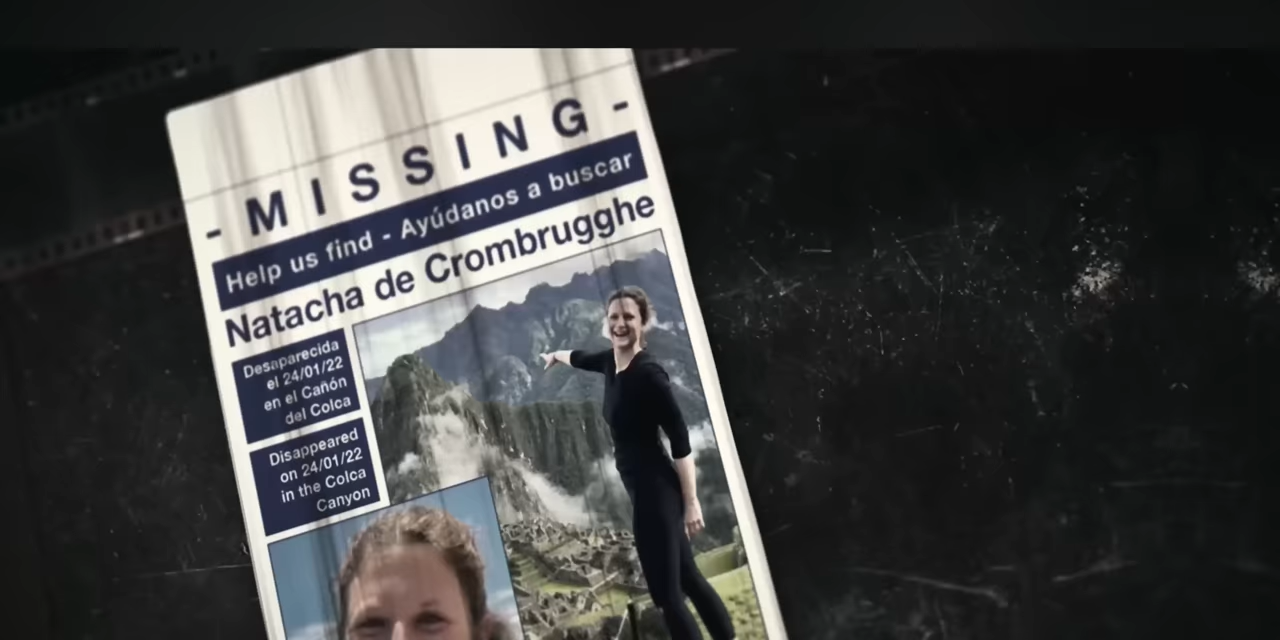 - MISSING -
Help us find - Ayúdanos a buscar
Natacha de Crombrugghe
Desaparecida
el 24/01/22
en el Cañón
del Colca
Disappeared
on 24/01/22
in the Colca
Canyon